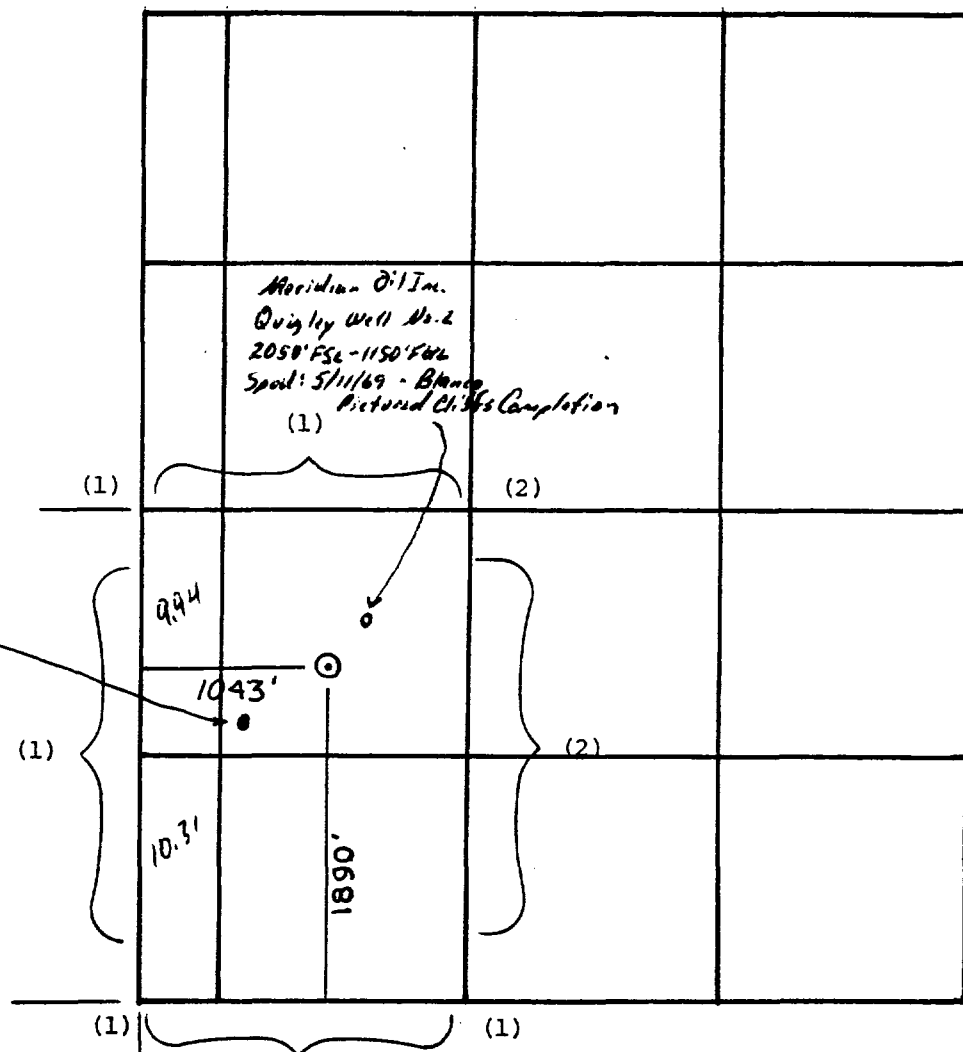 Meridian Oil Inc.
Quigley Well No. 2
2050' FSL - 1150' FWL
Spud: 5/11/69 - Blanco
Pictured Cliffs Completion
(1)
(1)
(2)
9.94
1043'
(1)
(2)
10.31
1890'
(1)
(1)